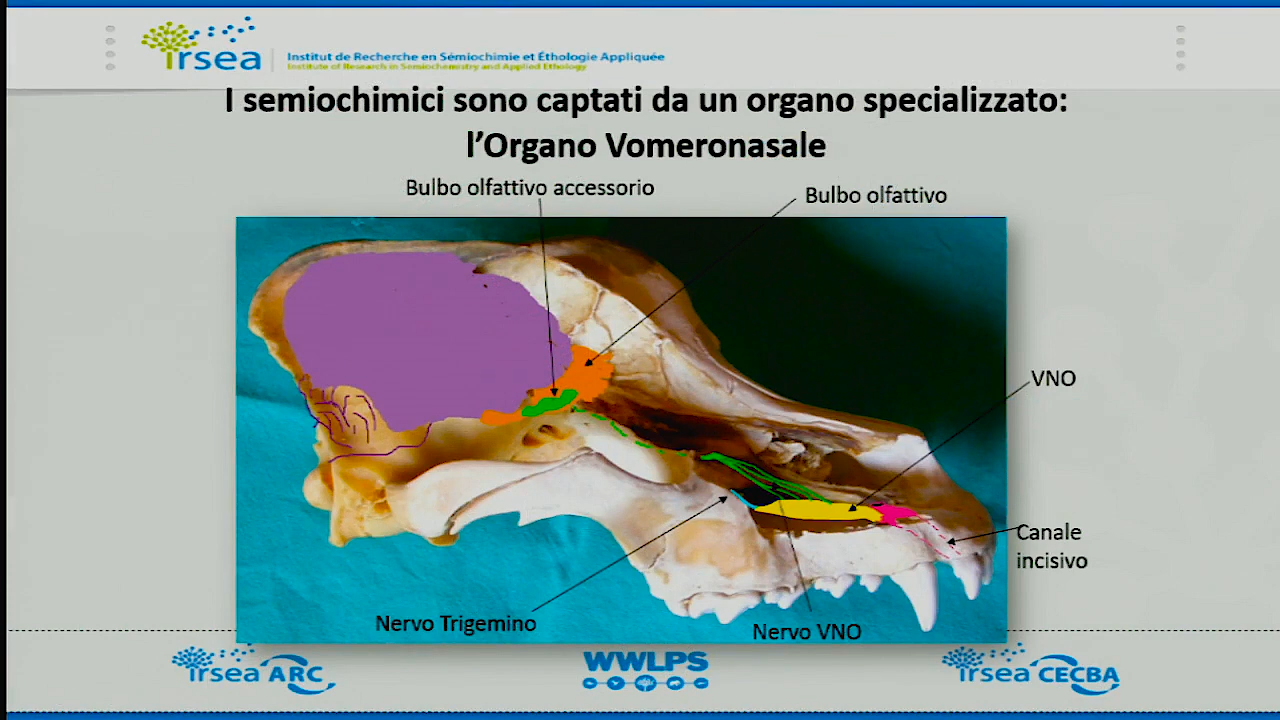 irsea
Institut de Recherche en Sémiochimie et Éthologie Appliquée
Institute of Research in Semiochemistry and Applied Ethology
I semiochimici sono captati da un organo specializzato:
l'Organo Vomeronasale
Bulbo olfattivo accessorio
Bulbo olfattivo
VNO
Canale
incisivo
Nervo Trigemino
Nervo VNO
irsea ARC
WWLPS
irsea CECBA